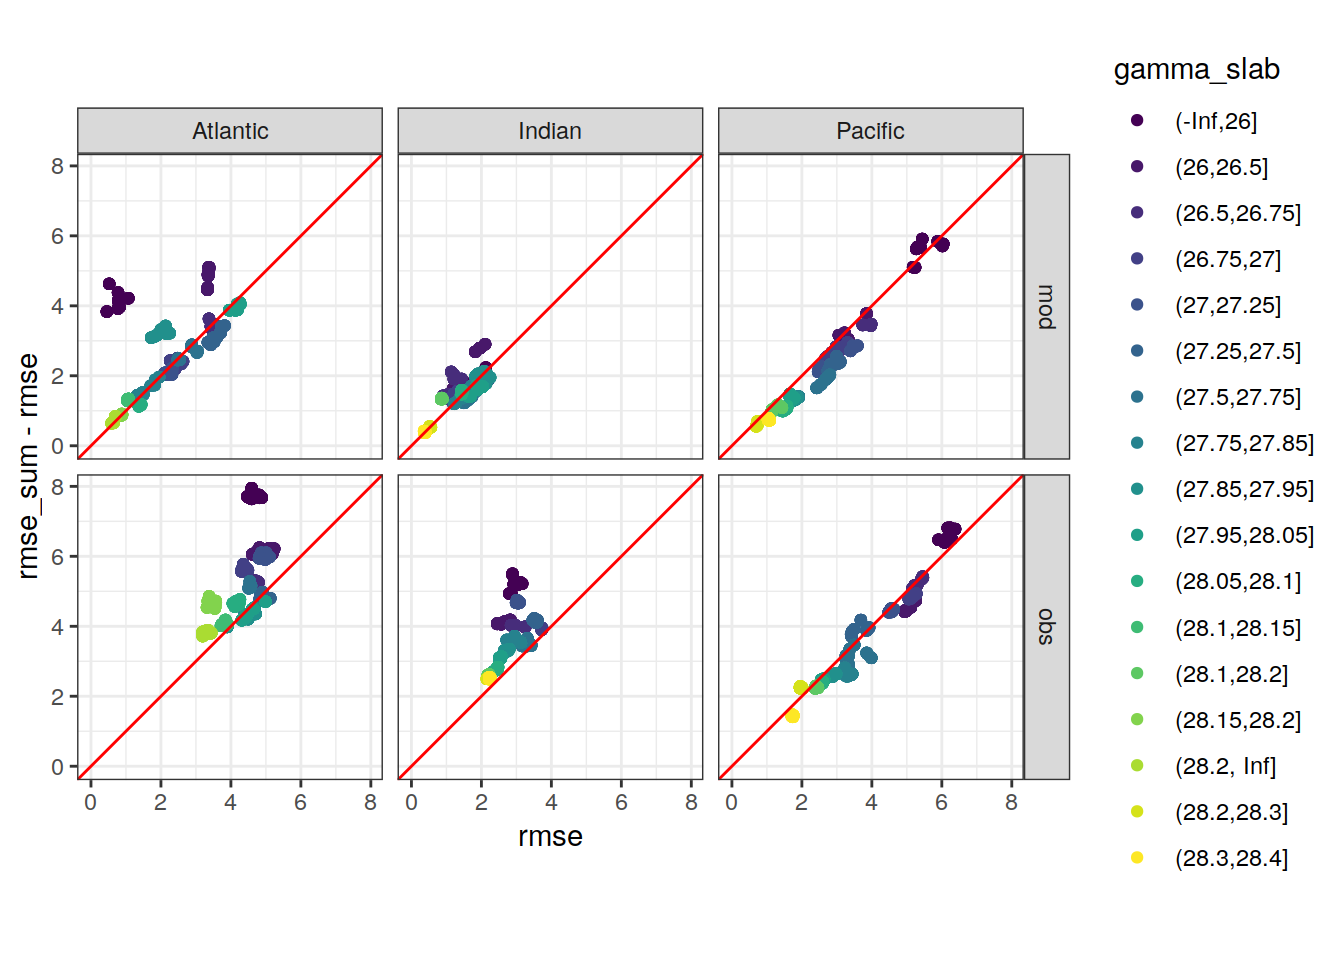 gamma_slab
Atlantic Indian Pacific
(-Inf,26]
(26,26.5]
(26.5,26.75]
(26.75,27]
(27,27.25]
(27.25,27.5]
(27.5,27.75]
(27.75,27.85]
(27.85,27.95]
(27.95,28.05]
(28.05,28.1]
(28.1,28.15]
(28.1,28.2]
(28.15,28.2]
(28.2, Inf]
(28.2,28.3]
(28.3,28.4]
8
6
4
2
0
mod
8
6
4
2
0
obs
rmse_sum - rmse
0 2 4 6 8 0 2 4 6 8 0 2 4 6 8
rmse